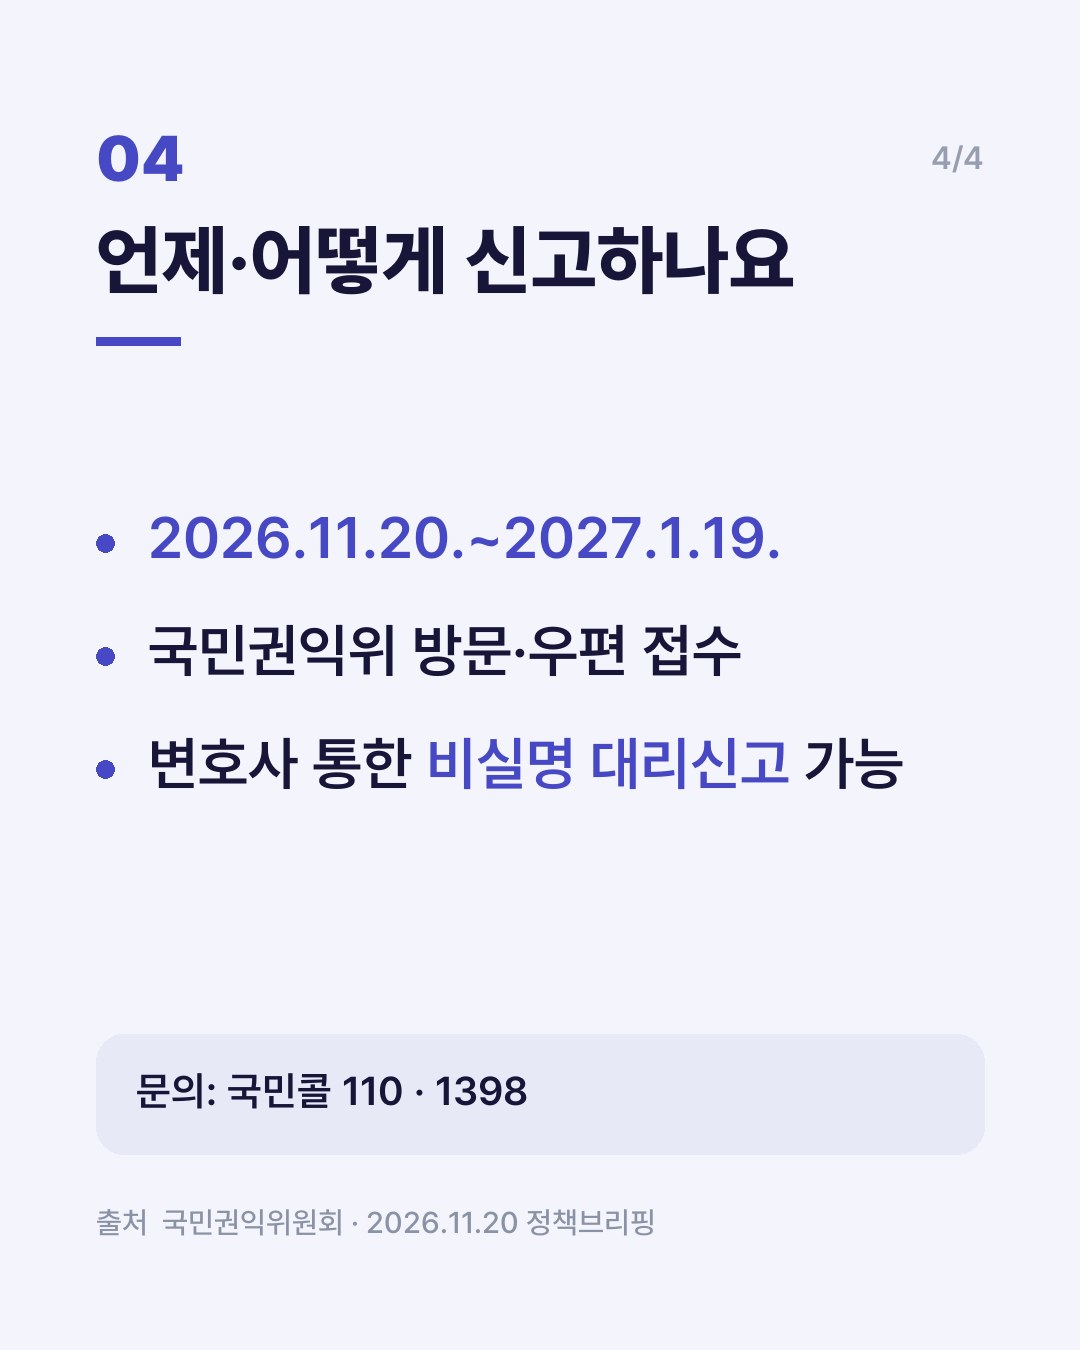 04
4/4
언제·어떻게 신고하나요
2026.11.20.~2027.1.19.
국민권익위 방문·우편 접수
변호사 통한 비실명 대리신고 가능
문의: 국민콜 110 · 1398
출처 국민권익위원회 · 2026.11.20 정책브리핑